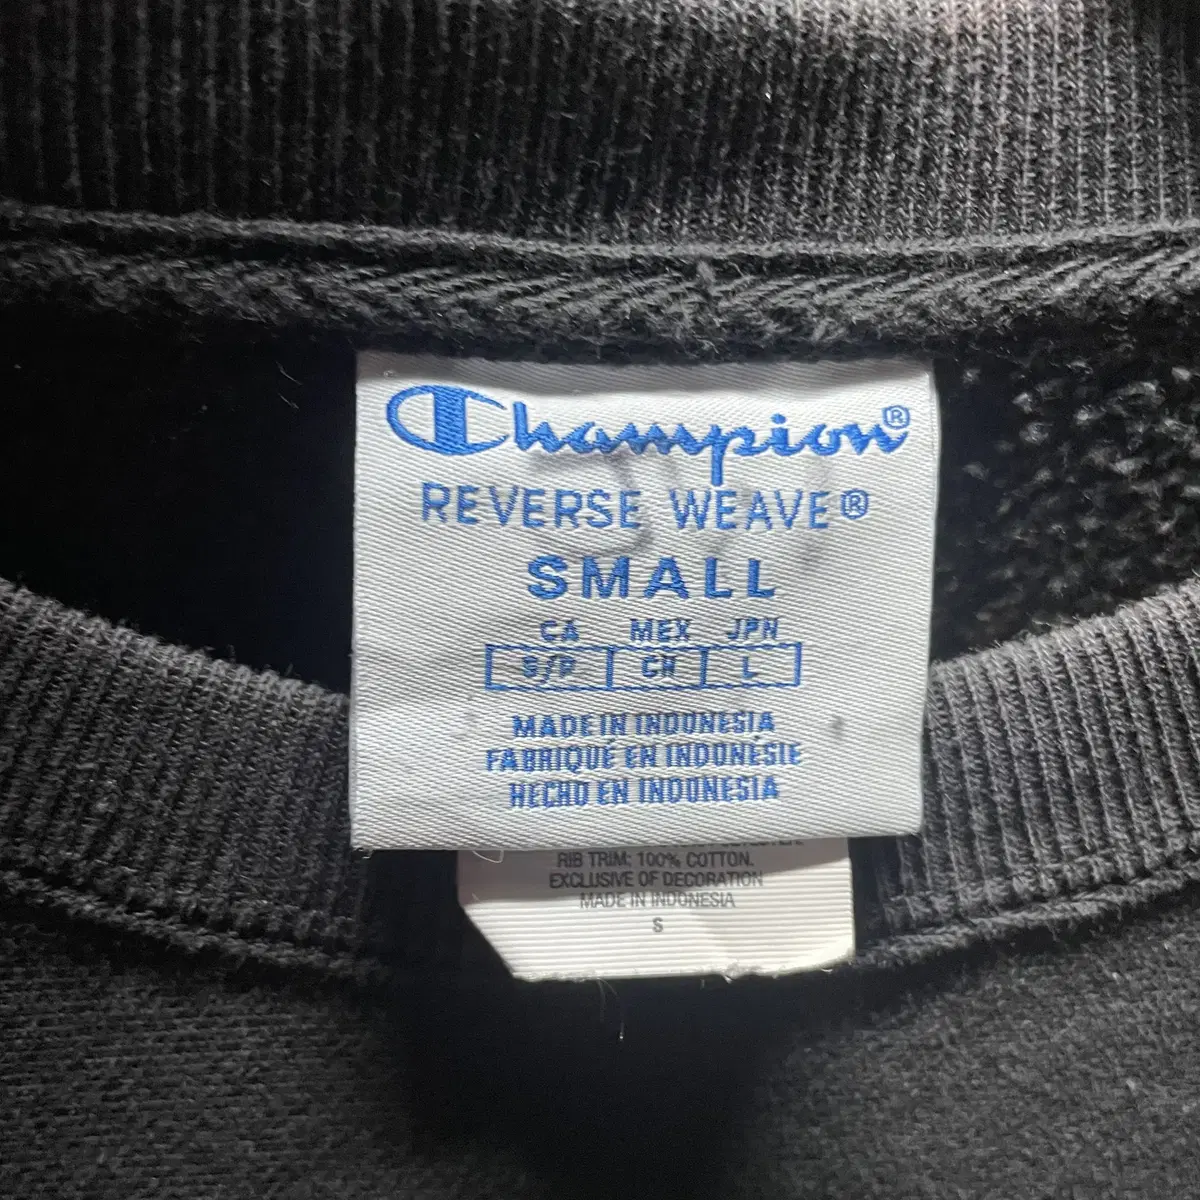 Champion®
REVERSE WEAVE®
SMALL
CA MEX JPN
S/P CH L
MADE IN INDONESIA
FABRIQUÉ EN INDONÉSIE
HECHO EN INDONESIA
RIB TRIM: 100% COTTON.
EXCLUSIVE OF DECORATION
MADE IN INDONESIA
S